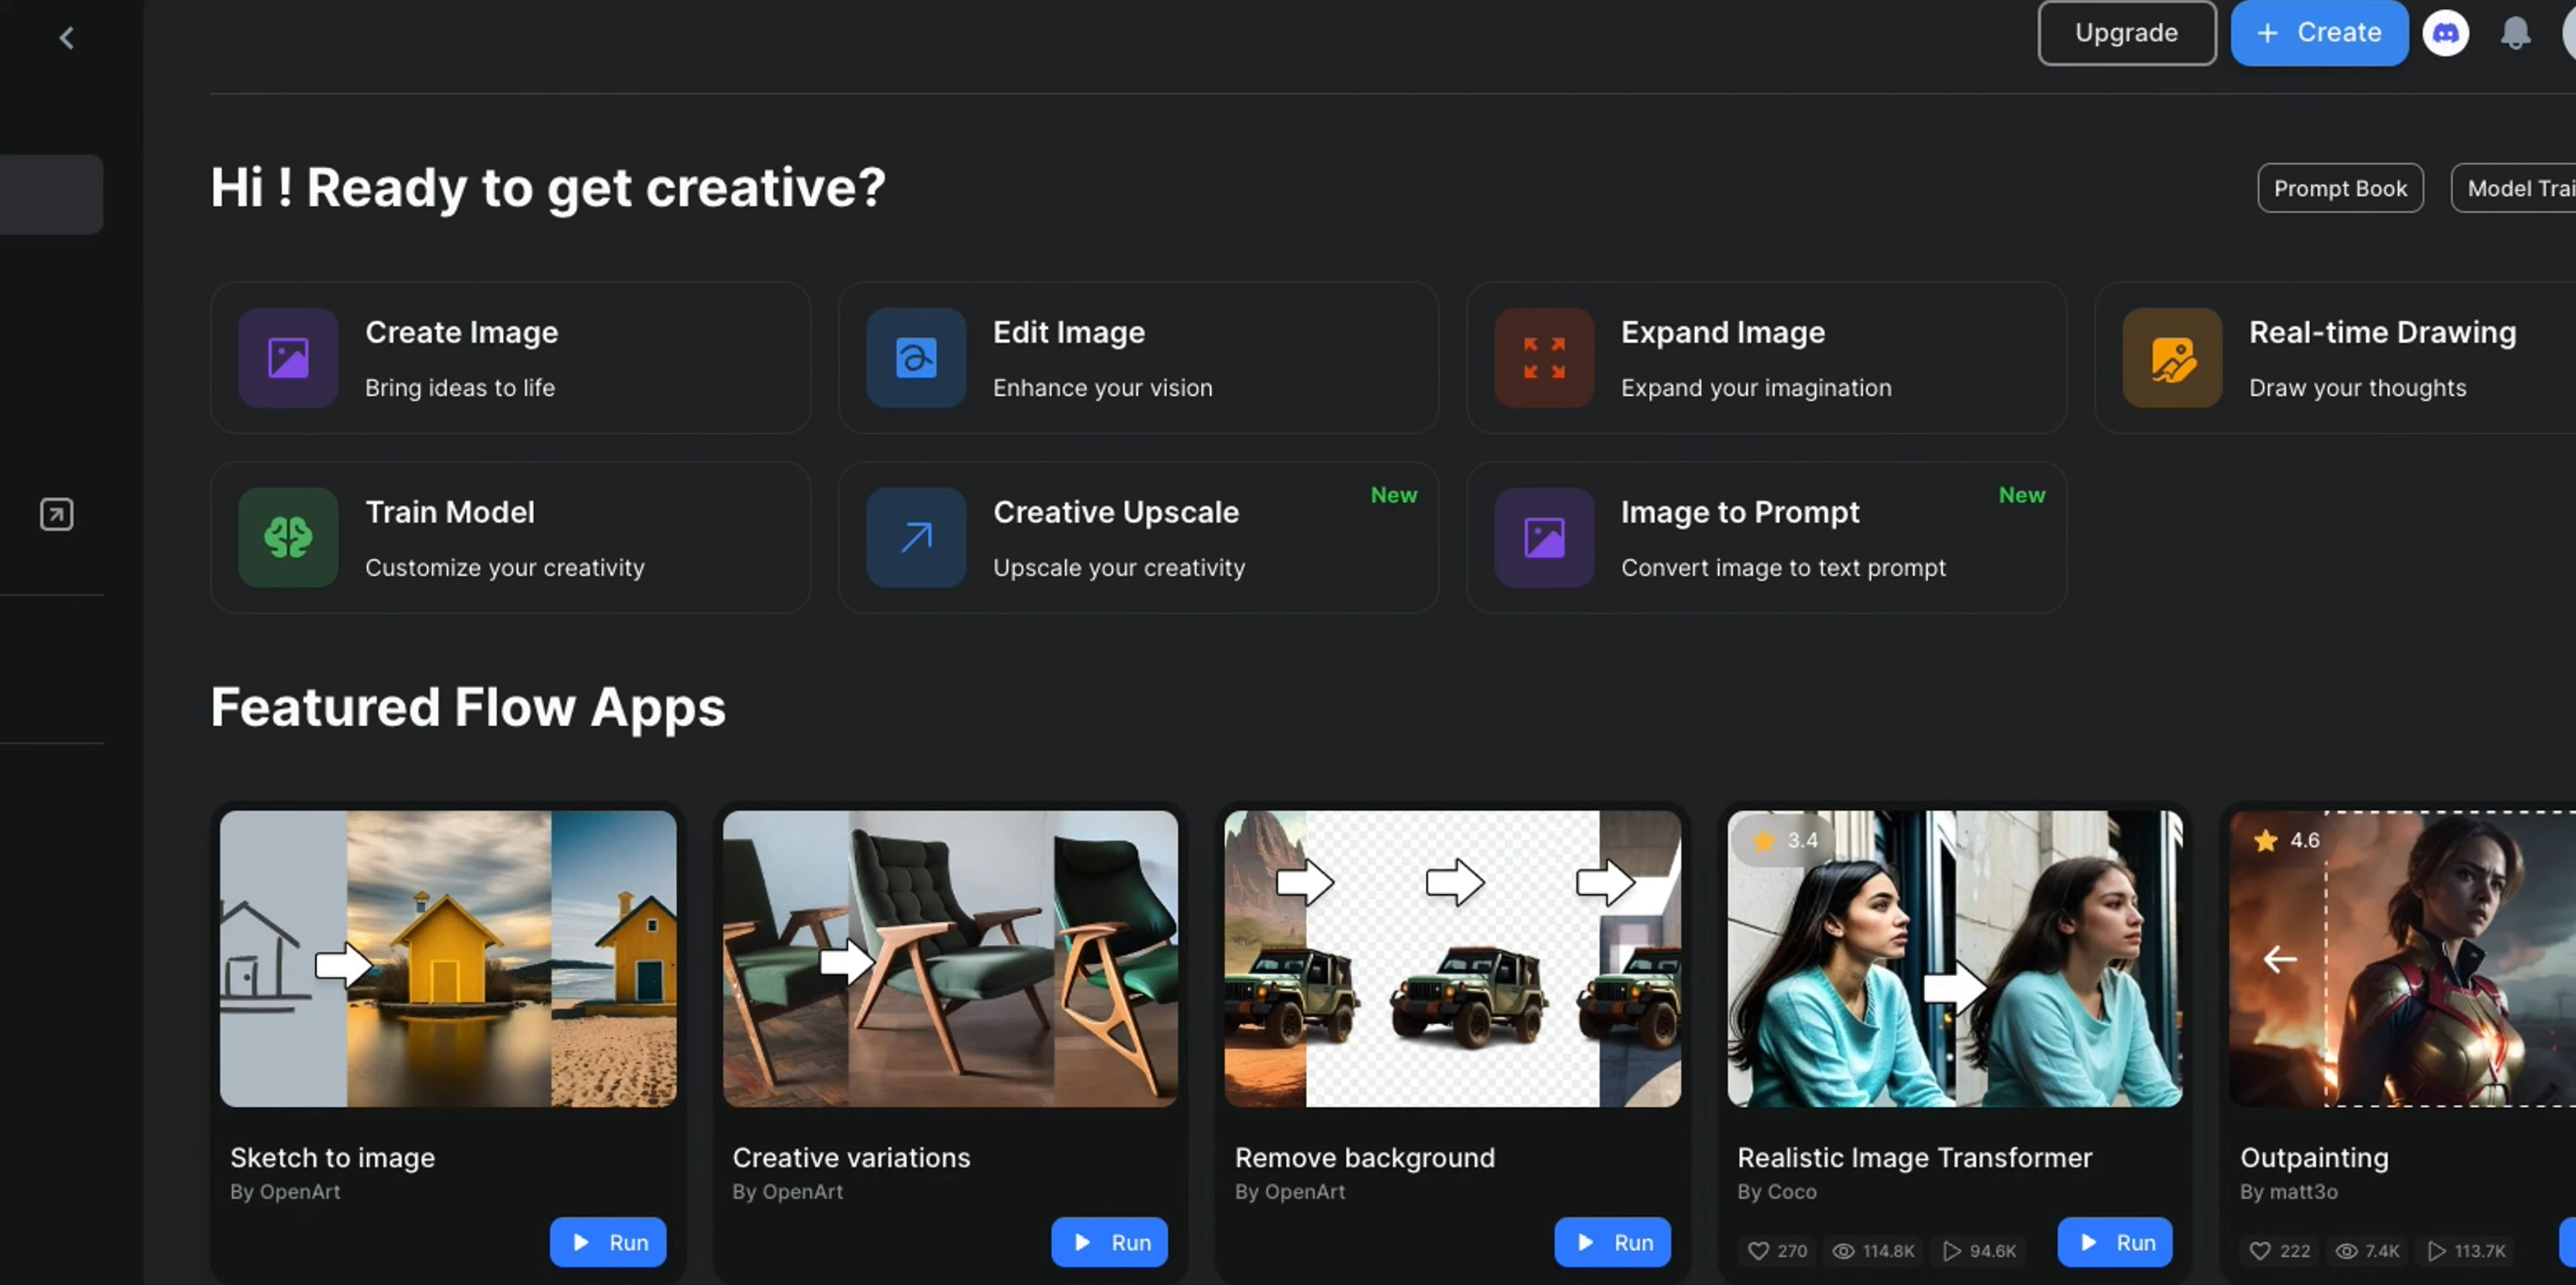 Upgrade
+ Create
Hi ! Ready to get creative?
Prompt Book
Model Trai
Create Image
Bring ideas to life
Edit Image
Enhance your vision
Expand Image
Expand your imagination
Real-time Drawing
Draw your thoughts
Train Model
Customize your creativity
Creative Upscale
New
Upscale your creativity
Image to Prompt
New
Convert image to text prompt
Featured Flow Apps
3.4
4.6
Sketch to image
By OpenArt
Run
Creative variations
By OpenArt
Run
Remove background
By OpenArt
Run
Realistic Image Transformer
By Coco
270 114.8K 94.6K
Run
Outpainting
By matt3o
222 7.4K 113.7K